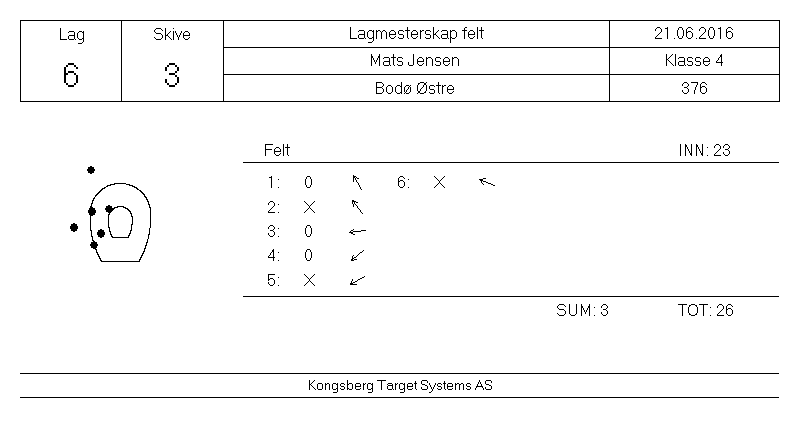 Lag Skive Lagmesterskap felt 21.06.2016
6 3 Mats Jensen Klasse 4
Bodø Østre 376
Felt INN: 23
1: 0 ↖ 6: X ↖
2: X ↖
3: 0 ←
4: 0 ↙
5: X ↙
SUM: 3 TOT: 26
Kongsberg Target Systems AS